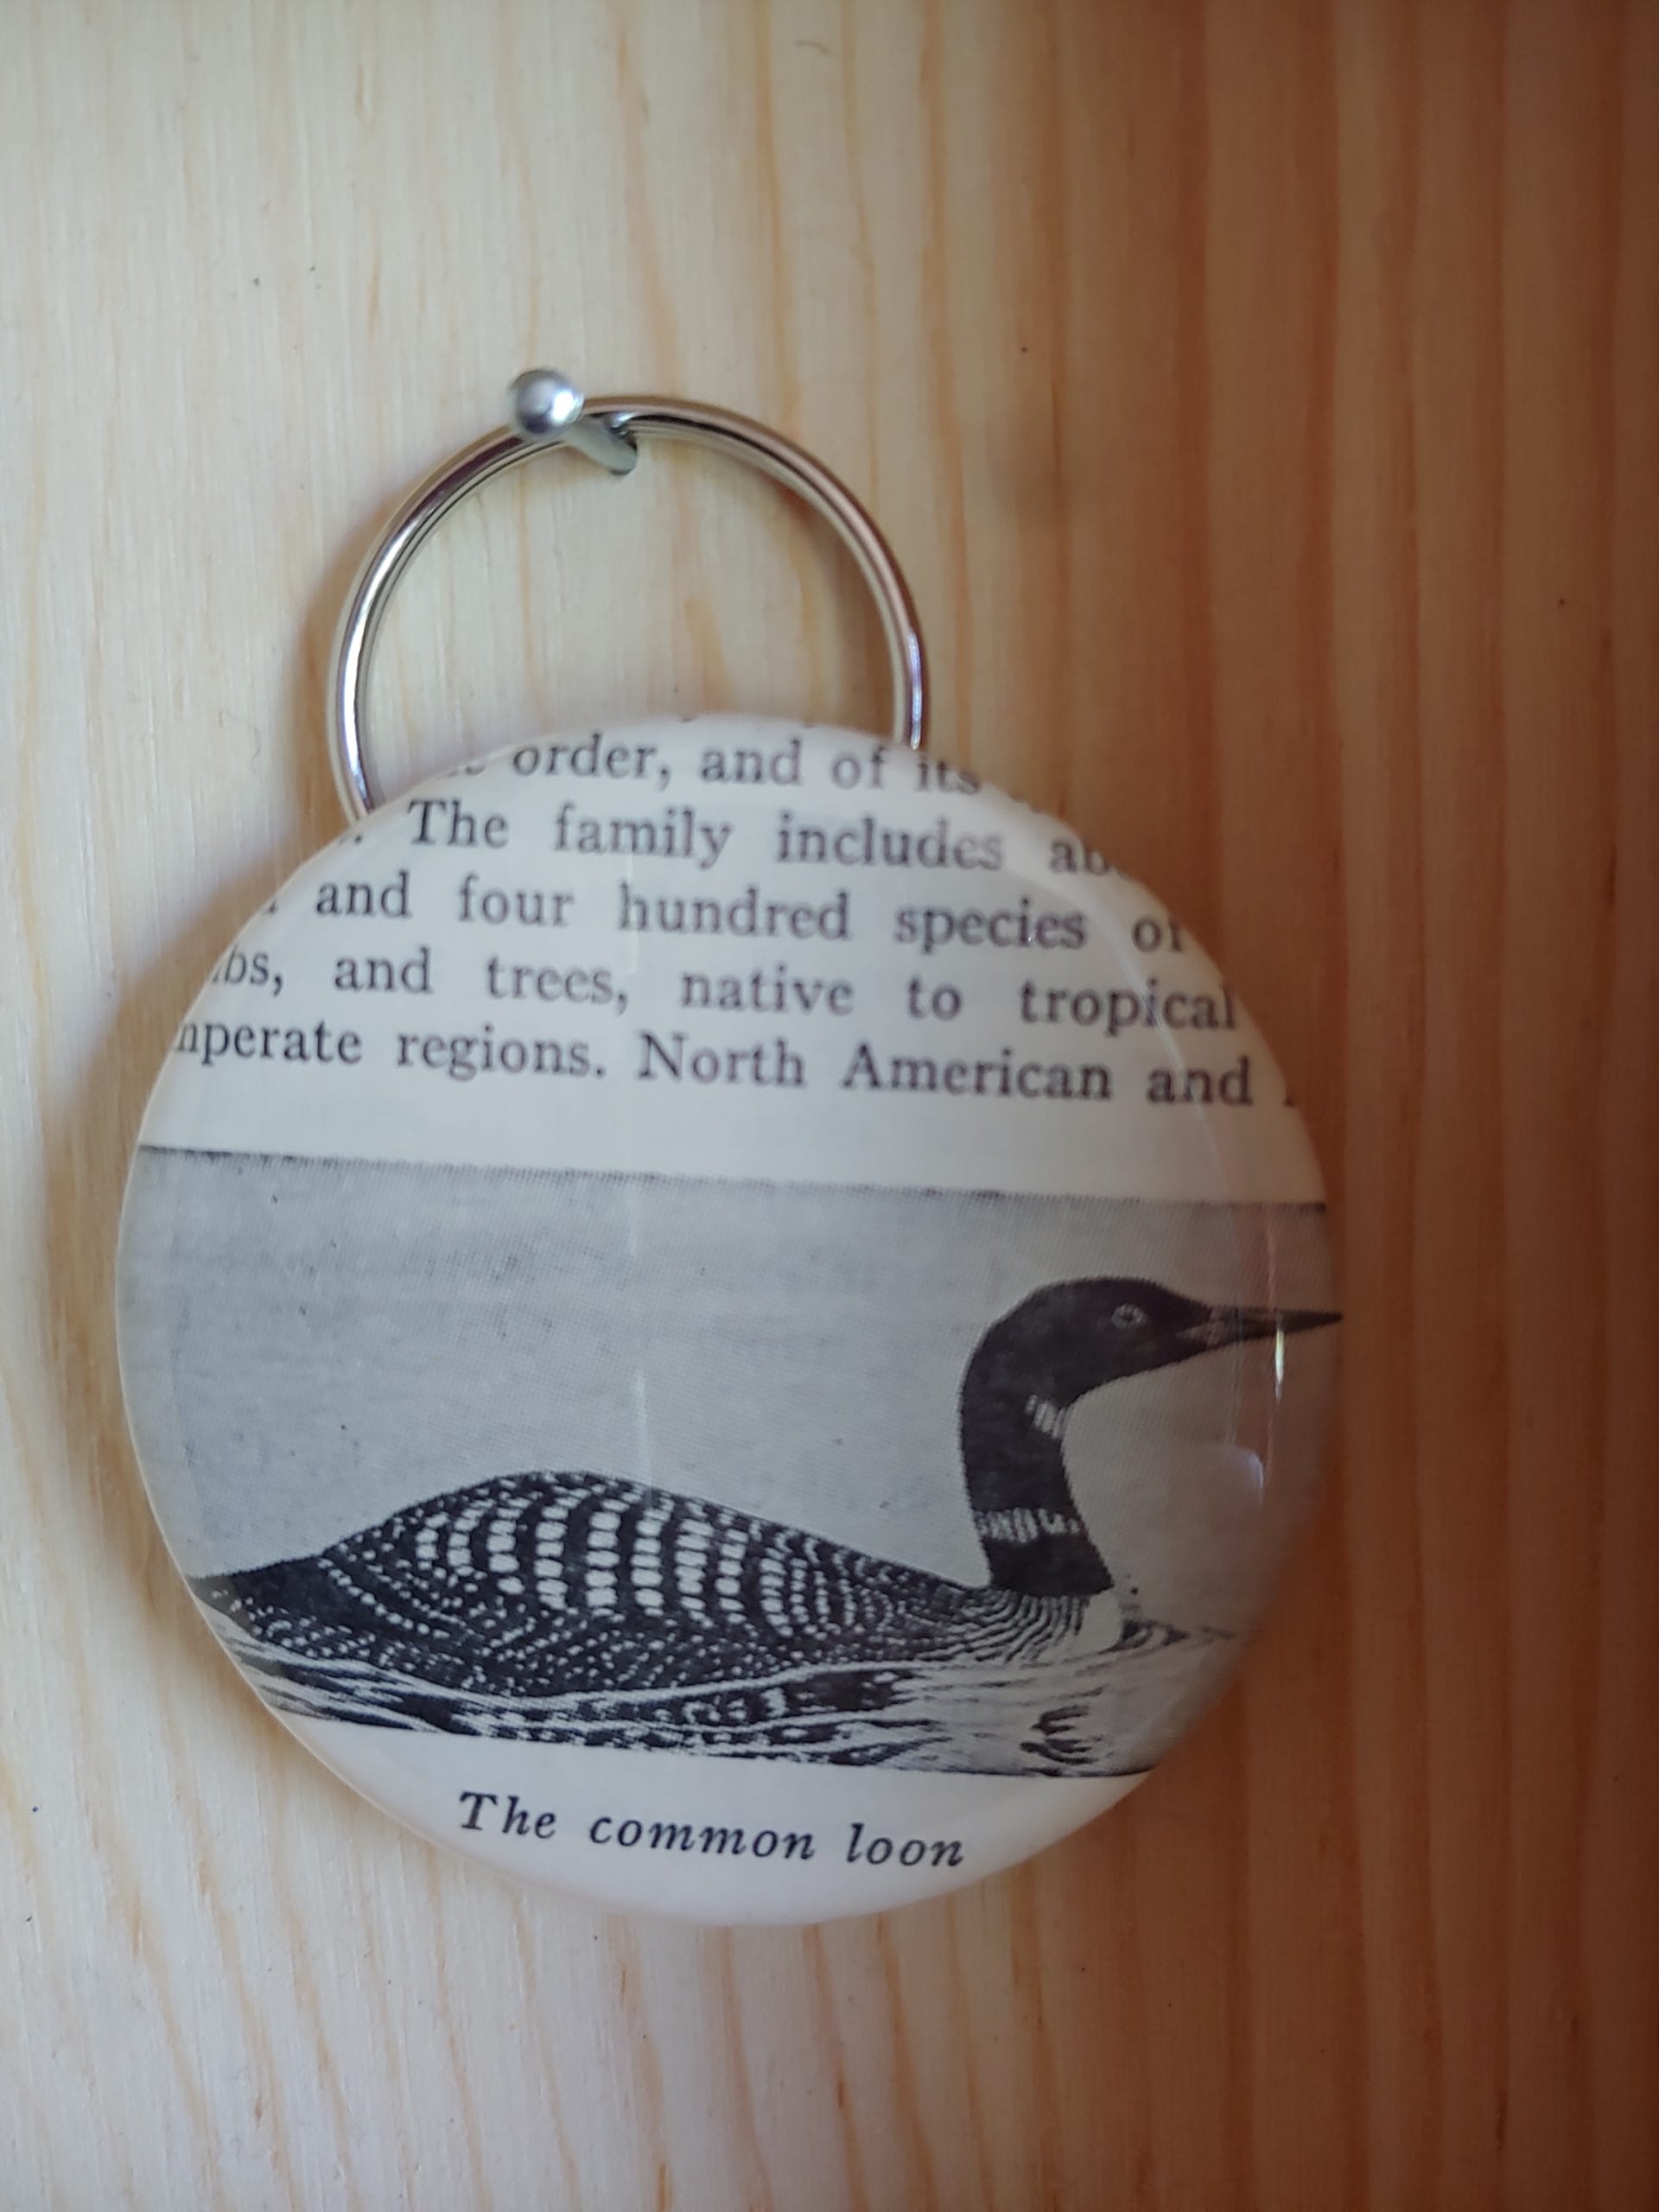 order, and of its
The family includes
and four hundred species
and trees, native to tropical
regions. North American and
The common loon